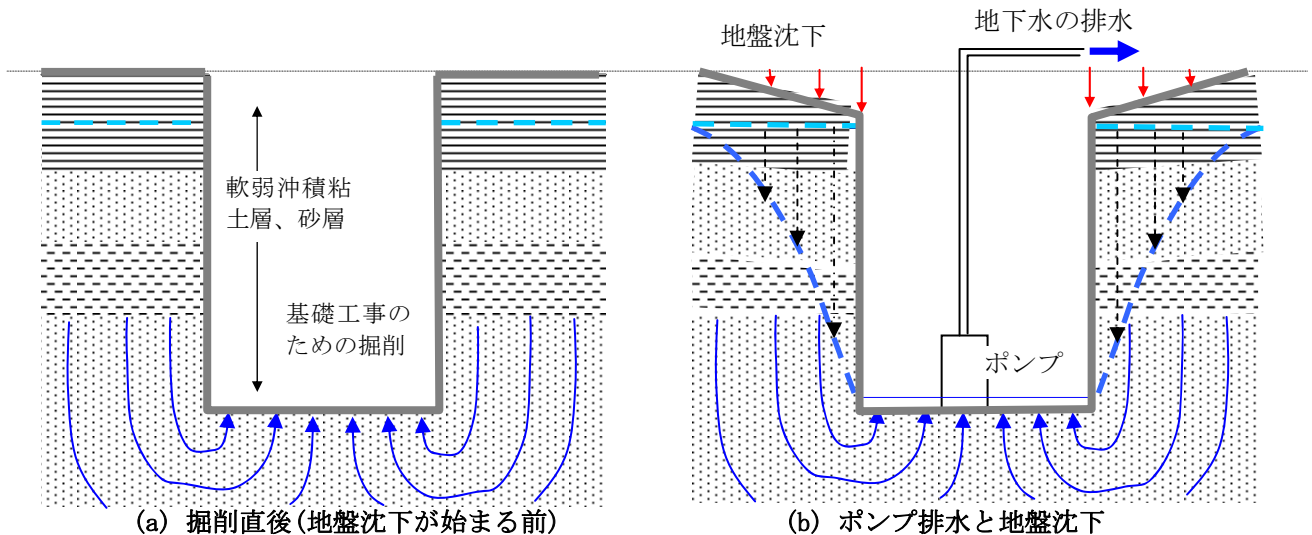 軟弱沖積粘
土層、砂層
基礎工事の
ための掘削
(a) 掘削直後(地盤沈下が始まる前)
地盤沈下
地下水の排水
ポンプ
(b) ポンプ排水と地盤沈下